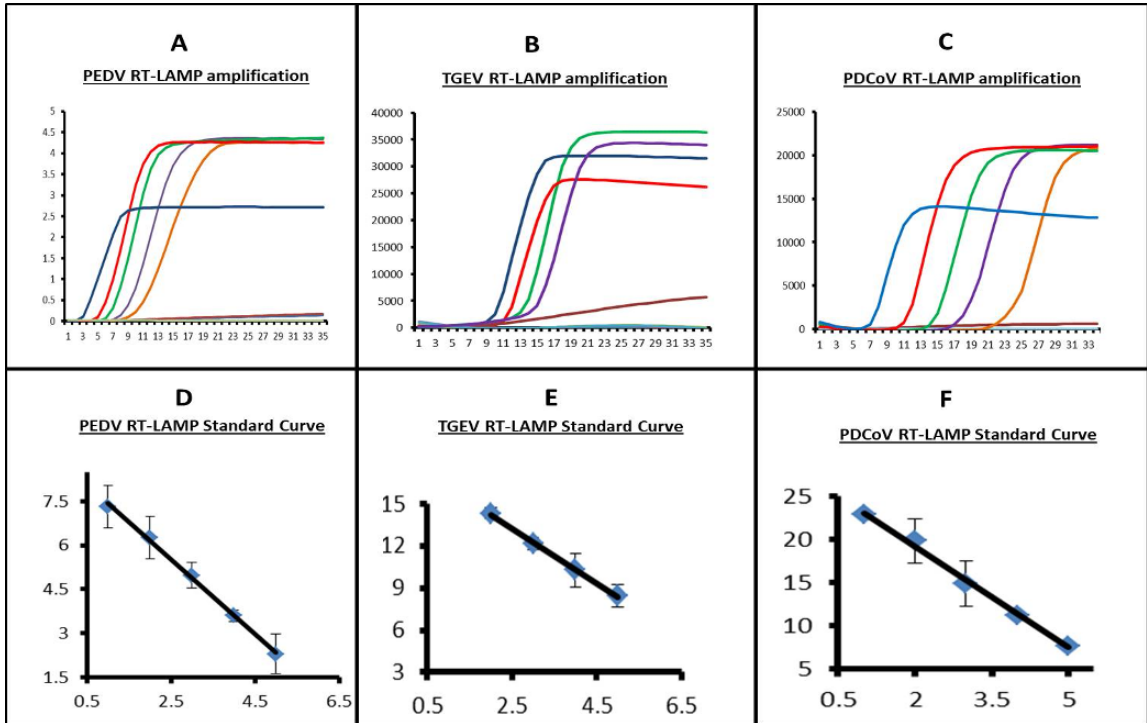 A
PEDV RT-LAMP amplification
5
4.5
4
3.5
3
2.5
2
1.5
1
0.5
0
1 3 5 7 9 11 13 15 17 19 21 23 25 27 29 31 33 35
B
TGEV RT-LAMP amplification
40000
35000
30000
25000
20000
15000
10000
5000
0
1 3 5 7 9 11 13 15 17 19 21 23 25 27 29 31 33 35
C
PDCoV RT-LAMP amplification
25000
20000
15000
10000
5000
0
1 3 5 7 9 11 13 15 17 19 21 23 25 27 29 31 33
D
PEDV RT-LAMP Standard Curve
7.5
6
4.5
3
1.5
0.5 2.5 4.5 6.5
E
TGEV RT-LAMP Standard Curve
15
12
9
6
3
0.5 2.5 4.5 6.5
F
PDCoV RT-LAMP Standard Curve
25
20
15
10
5
0.5 2 3.5 5